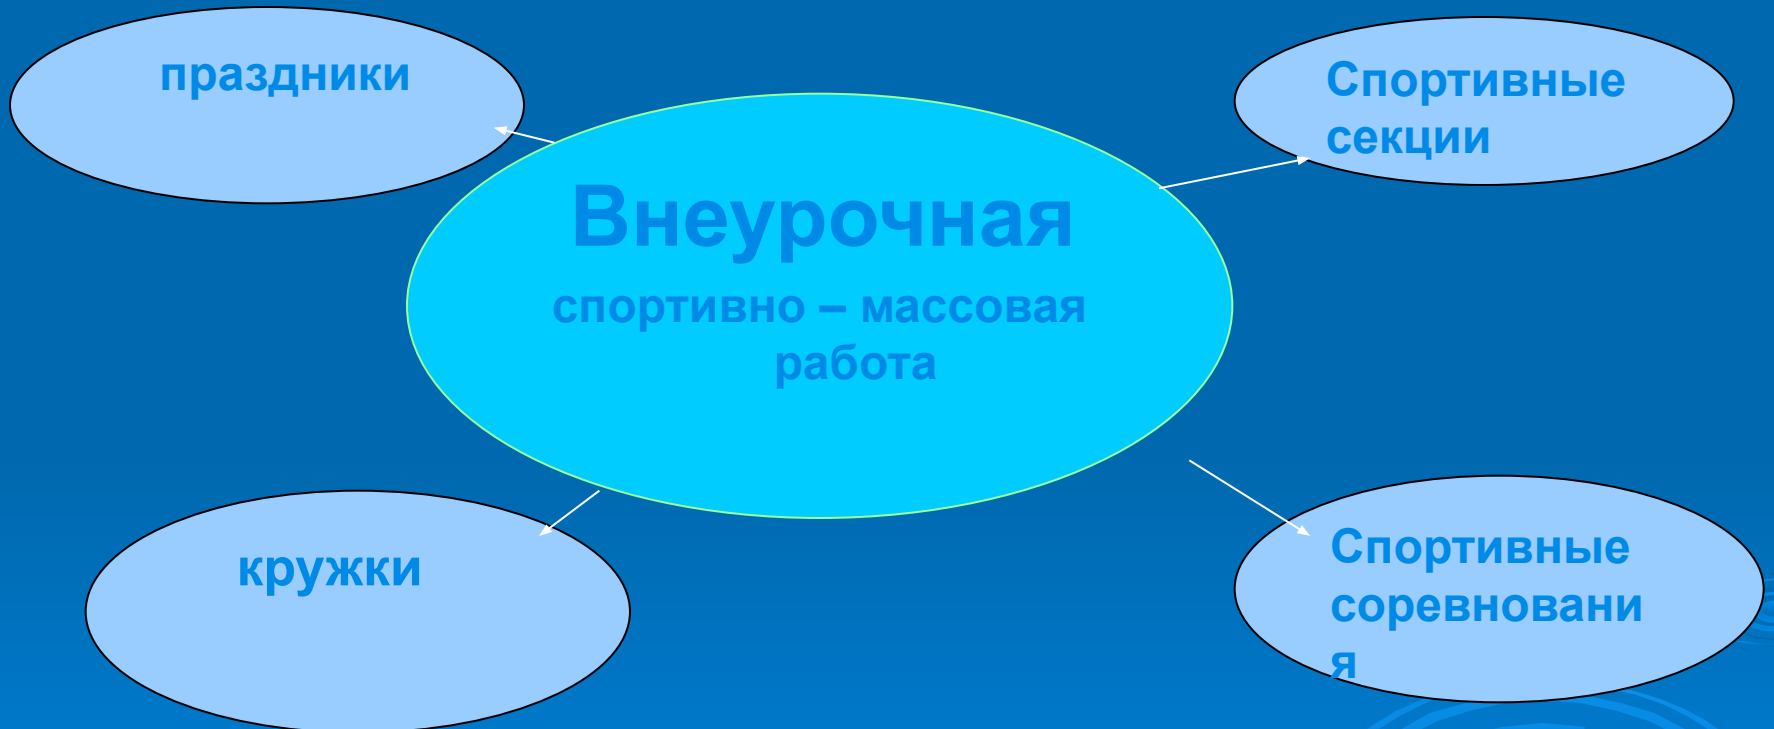 праздники
Спортивные
секции
Внеурочная
спортивно – массовая
работа
кружки
Спортивные
соревновани
я